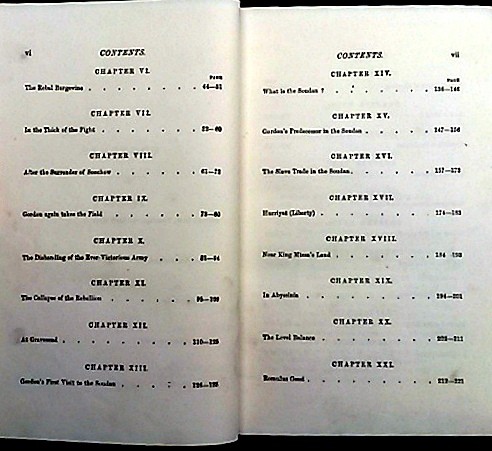 vi CONTENTS.
CHAPTER VI.
PAGE
The Rebel Burgevine . . . . . . . 44—51
CHAPTER VII.
In the Thick of the Fight . . . . . . 52—60
CHAPTER VIII.
After the Surrender of Soochow . . . . . 61—72
CHAPTER IX.
Gordon again takes the Field . . . . . 73—80
CHAPTER X.
The Disbanding of the Ever-Victorious Army . . . . 81—94
CHAPTER XI.
The Collapse of the Rebellion . . . . . 95—109
CHAPTER XII.
At Gravesend . . . . . . . 110—125
CHAPTER XIII.
Gordon's First Visit to the Soudan . . . . . 126—135
CONTENTS. vii
CHAPTER XIV.
PAGE
What is the Soudan ? . . . . . . 136—146
CHAPTER XV.
Gordon's Predecessor in the Soudan . . . . . 147—156
CHAPTER XVI.
The Slave Trade in the Soudan . . . . . 157—173
CHAPTER XVII.
Hurriyat (Liberty) . . . . . . 174—183
CHAPTER XVIII.
Near King Mtesa's Land . . . . . . 184—193
CHAPTER XIX.
In Abyssinia . . . . . . . 194—201
CHAPTER XX.
The Level Balance . . . . . . 202—211
CHAPTER XXI.
Romulus Gessi . . . . . . . 212—221